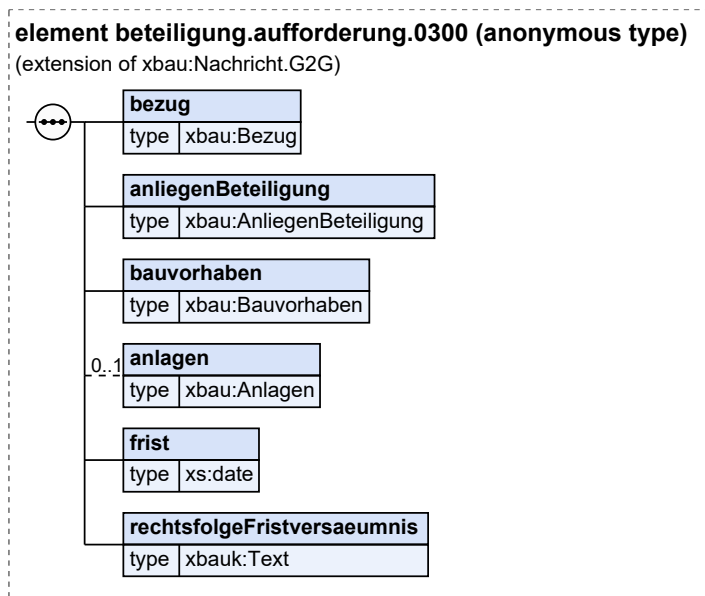 element beteiligung.aufforderung.0300 (anonymous type)
(extension of xbau:Nachricht.G2G)
bezug
type xbau:Bezug
anliegenBeteiligung
type xbau:AnliegenBeteiligung
bauvorhaben
type xbau:Bauvorhaben
0..1 anlagen
type xbau:Anlagen
frist
type xs:date
rechtsfolgeFristversaeumnis
type xbauk:Text